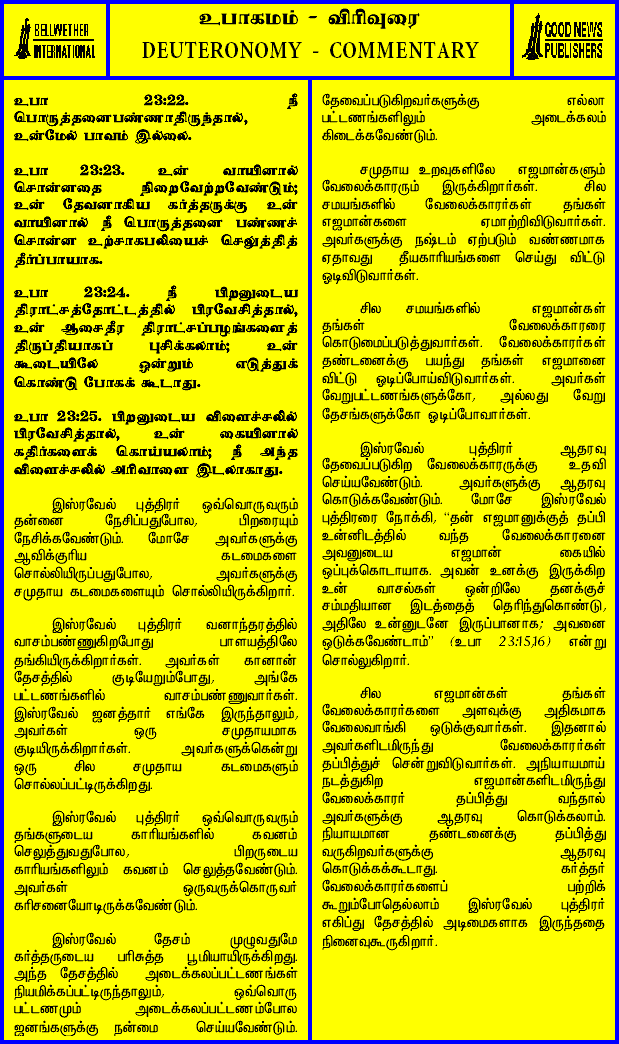 BELLWETHER
INTERNATIONAL
உபாகமம் - விரிவுரை
DEUTERONOMY - COMMENTARY
GOOD NEWS
PUBLISHERS
உபா 23:22. நீ
பொருத்தனைபண்ணாதிருந்தால்,
உன்மேல் பாவம் இல்லை.
உபா 23:23. உன் வாயினால்
சொன்னதை நிறைவேற்றவேண்டும்;
உன் தேவனாகிய கர்த்தருக்கு உன்
வாயினால் நீ பொருத்தனை பண்ணச்
சொன்ன உற்சாகபலியைச் செலுத்தித்
தீர்ப்பாயாக.
உபா 23:24. நீ பிறனுடைய
திராட்சத்தோட்டத்தில் பிரவேசித்தால்,
உன் ஆசைதீர திராட்சப்பழங்களைத்
திருப்தியாகப் புசிக்கலாம்; உன்
கூடையிலே ஒன்றும் எடுத்துக்
கொண்டு போகக் கூடாது.
உபா 23:25. பிறனுடைய விளைச்சலில்
பிரவேசித்தால், உன் கையினால்
கதிர்களைக் கொய்யலாம்; நீ அந்த
விளைச்சலில் அரிவாளை இடலாகாது.
இஸ்ரவேல் புத்திரர் ஒவ்வொருவரும்
தன்னை நேசிப்பதுபோல, பிறரையும்
நேசிக்கவேண்டும். மோசே அவர்களுக்கு
ஆவிக்குரிய கடமைகளை
சொல்லியிருப்பதுபோல, அவர்களுக்கு
சமுதாய கடமைகளையும் சொல்லியிருக்கிறார்.
இஸ்ரவேல் புத்திரர் வனாந்தரத்தில்
வாசம்பண்ணுகிறபோது பாளயத்திலே
தங்கியிருக்கிறார்கள். அவர்கள் கானான்
தேசத்தில் குடியேறும்போது, அங்கே
பட்டணங்களில் வாசம்பண்ணுவார்கள்.
இஸ்ரவேல் ஜனத்தார் எங்கே இருந்தாலும்,
அவர்கள் ஒரு சமுதாயமாக
குடியிருக்கிறார்கள். அவர்களுக்கென்று
ஒரு சில சமுதாய கடமைகளும்
சொல்லப்பட்டிருக்கிறது.
இஸ்ரவேல் புத்திரர் ஒவ்வொருவரும்
தங்களுடைய காரியங்களில் கவனம்
செலுத்துவதுபோல, பிறருடைய
காரியங்களிலும் கவனம் செலுத்தவேண்டும்.
அவர்கள் ஒருவருக்கொருவர்
கரிசனையோடிருக்கவேண்டும்.
இஸ்ரவேல் தேசம் முழுவதுமே
கர்த்தருடைய பரிசுத்த பூமியாயிருக்கிறது.
அந்த தேசத்தில் அடைக்கலப்பட்டணங்கள்
நியமிக்கப்பட்டிருந்தாலும், ஒவ்வொரு
பட்டணமும் அடைக்கலப்பட்டணம்போல
ஜனங்களுக்கு நன்மை செய்யவேண்டும்.
தேவைப்படுகிறவர்களுக்கு எல்லா
பட்டணங்களிலும் அடைக்கலம்
கிடைக்கவேண்டும்.
சமுதாய உறவுகளிலே எஜமான்களும்
வேலைக்காரரும் இருக்கிறார்கள். சில
சமயங்களில் வேலைக்காரர்கள் தங்கள்
எஜமான்களை ஏமாற்றிவிடுவார்கள்.
அவர்களுக்கு நஷ்டம் ஏற்படும் வண்ணமாக
ஏதாவது தீயகாரியங்களை செய்து விட்டு
ஓடிவிடுவார்கள்.
சில சமயங்களில் எஜமான்கள்
தங்கள் வேலைக்காரரை
கொடுமைப்படுத்துவார்கள். வேலைக்காரர்கள்
தண்டனைக்கு பயந்து தங்கள் எஜமானை
விட்டு ஓடிப்போய்விடுவார்கள். அவர்கள்
வேறுபட்டணங்களுக்கோ, அல்லது வேறு
தேசங்களுக்கோ ஓடிப்போவார்கள்.
இஸ்ரவேல் புத்திரர் ஆதரவு
தேவைப்படுகிற வேலைக்காரருக்கு உதவி
செய்யவேண்டும். அவர்களுக்கு ஆதரவு
கொடுக்கவேண்டும். மோசே இஸ்ரவேல்
புத்திரரை நோக்கி, "தன் எஜமானுக்குத் தப்பி
உன்னிடத்தில் வந்த வேலைக்காரனை
அவனுடைய எஜமான் கையில்
ஒப்புக்கொடாயாக. அவன் உனக்கு இருக்கிற
உன் வாசல்கள் ஒன்றிலே தனக்குச்
சம்மதியான இடத்தைத் தெரிந்துகொண்டு,
அதிலே உன்னுடனே இருப்பானாக; அவனை
ஒடுக்கவேண்டாம்" (உபா 23:15,16) என்று
சொல்லுகிறார்.
சில எஜமான்கள் தங்கள்
வேலைக்காரர்களை அளவுக்கு அதிகமாக
வேலைவாங்கி ஒடுக்குவார்கள். இதனால்
அவர்களிடமிருந்து வேலைக்காரர்கள்
தப்பித்துச் சென்றுவிடுவார்கள். அநியாயமாய்
நடத்துகிற எஜமான்களிடமிருந்து
வேலைக்காரர் தப்பித்து வந்தால்
அவர்களுக்கு ஆதரவு கொடுக்கலாம்.
நியாயமான தண்டனைக்கு தப்பித்து
வருகிறவர்களுக்கு ஆதரவு
கொடுக்கக்கூடாது. கர்த்தர்
வேலைக்காரர்களைப் பற்றிக்
கூறும்போதெல்லாம் இஸ்ரவேல் புத்திரர்
எகிப்து தேசத்தில் அடிமைகளாக இருந்ததை
நினைவுகூருகிறார்.